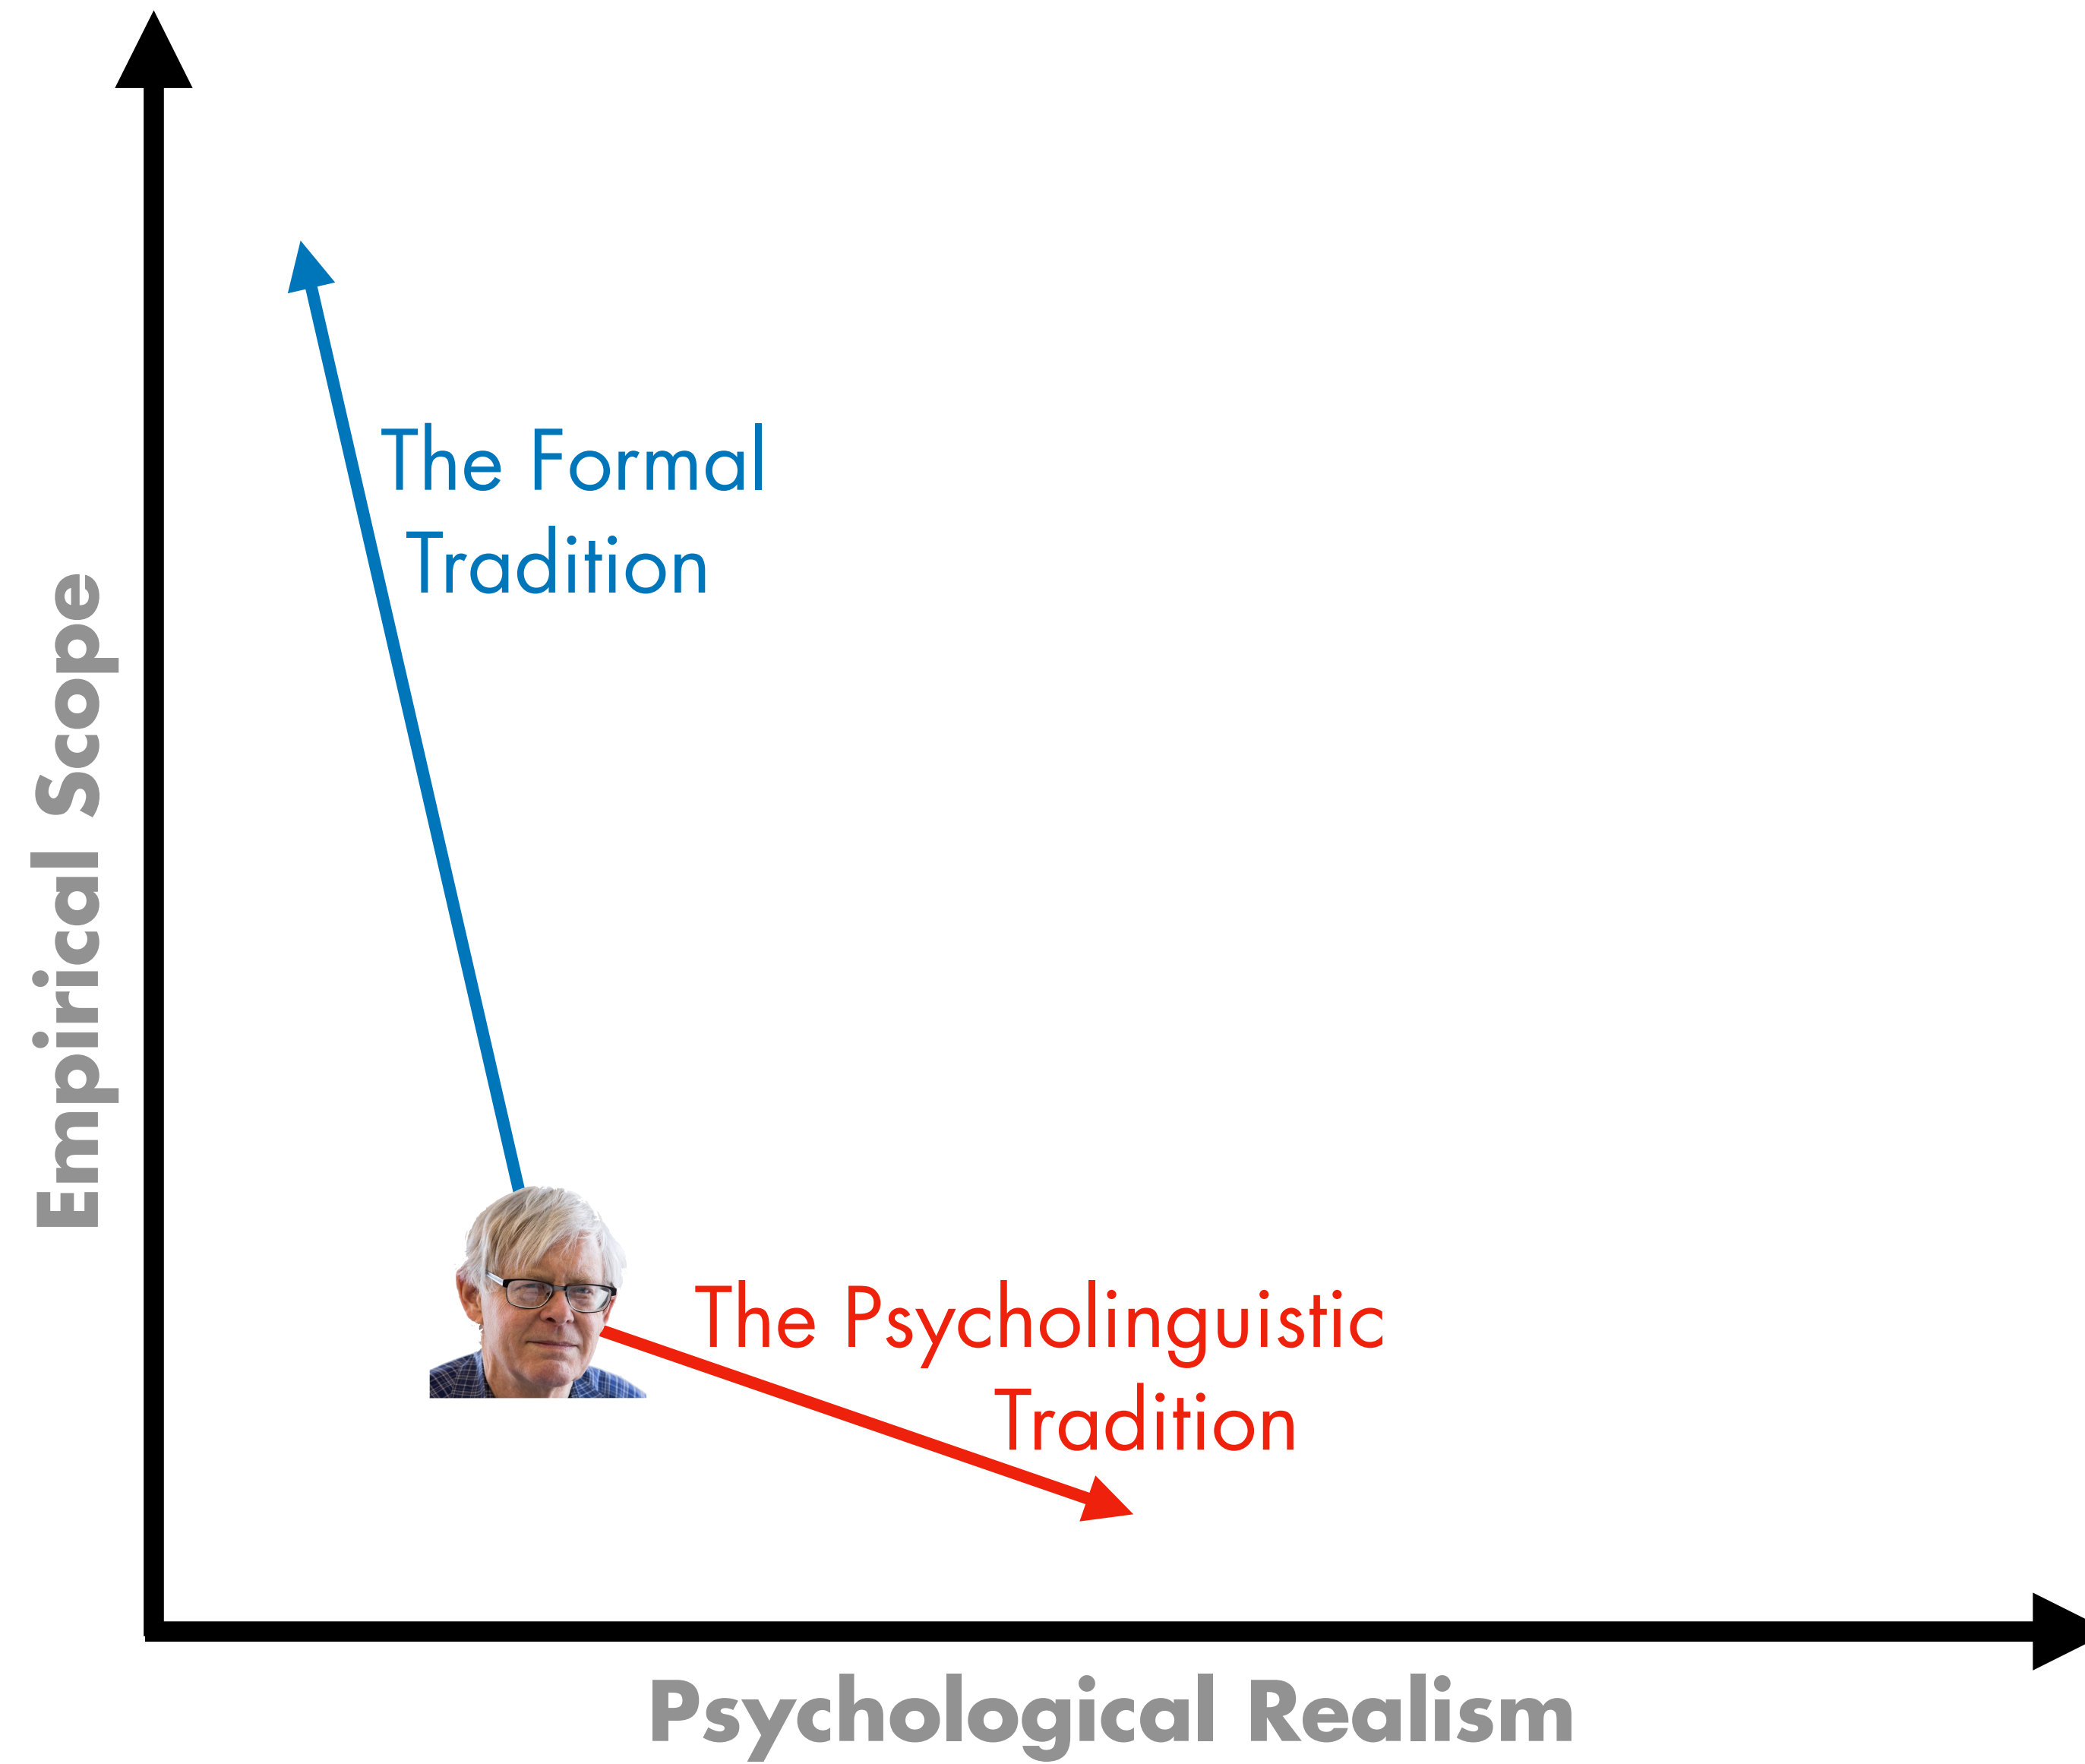 The Formal
Tradition
Empirical Scope
The Psycholinguistic
Tradition
Psychological Realism